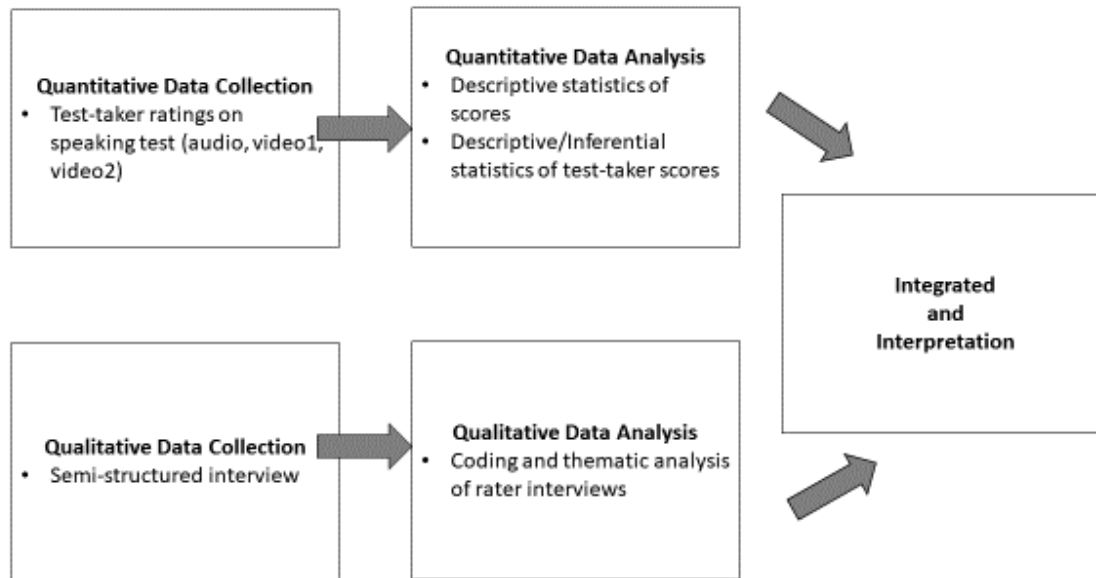 Quantitative Data Collection
• Test-taker ratings on
speaking test (audio, video1,
video2)
Quantitative Data Analysis
• Descriptive statistics of
scores
• Descriptive/Inferential
statistics of test-taker scores
Qualitative Data Collection
• Semi-structured interview
Qualitative Data Analysis
• Coding and thematic analysis
of rater interviews
Integrated
and
Interpretation